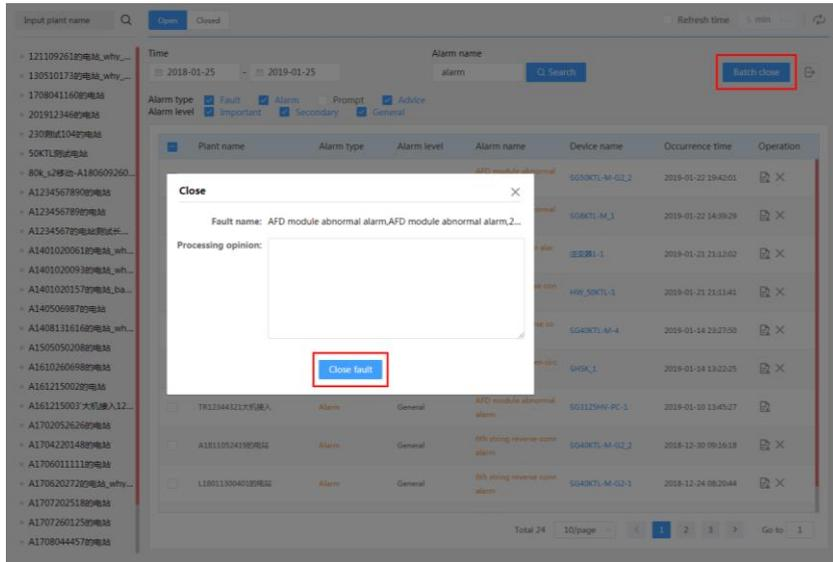 Input plant name
Open Closed
Refresh time 5 min
121109261的电站_why_...
130510173的电站_why_...
1708041160的电站
201912346的电站
230测试104的电站
50KTL测试电站
80k_s2移动-A180609260...
A1234567890的电站
A123456789的电站
A1234567的电站测试长...
A1401020061的电站_wh...
A1401020093的电站_wh...
A1401020157的电站_ba...
A140506987的电站
A1408131616的电站_wh...
A1505050208的电站
A1610260698的电站
A161215002的电站
A161215003'大机接入12...
A1702052626的电站
A1704220148的电站
A1706011111的电站
A170620272的电站_why...
A1707202518的电站
A1707260125的电站
A1708044457的电站
Time
Alarm name
2018-01-25 - 2019-01-25
alarm
Search
Batch close
Alarm type Fault Alarm Prompt Advice
Alarm level Important Secondary General
Plant name Alarm type Alarm level Alarm name Device name Occurrence time Operation
AFD module abnormal
SG50KTL-M-G2_2 2019-01-22 19:42:01
SG8KTL-M_1 2019-01-22 14:39:29
逆变器1-1 2019-01-21 21:12:02
HW_50KTL-1 2019-01-21 21:11:41
SG40KTL-M-4 2019-01-14 23:27:50
SH5K_1 2019-01-14 13:22:25
Close
Fault name: AFD module abnormal alarm,AFD module abnormal alarm,2...
Processing opinion:
Close fault
TR12344321大机接入 Alarm General AFD module abnormal alarm SG3125HV-PC-1 2019-01-10 13:45:27
A1811052419的电站 Alarm General 6th string reverse conn alarm SG40KTL-M-G2_2 2018-12-30 09:16:18
L18011300401的电站 Alarm General 6th string reverse conn alarm SG40KTL-M-G2-1 2018-12-24 08:20:44
Total 24 10/page 1 2 3 Go to 1